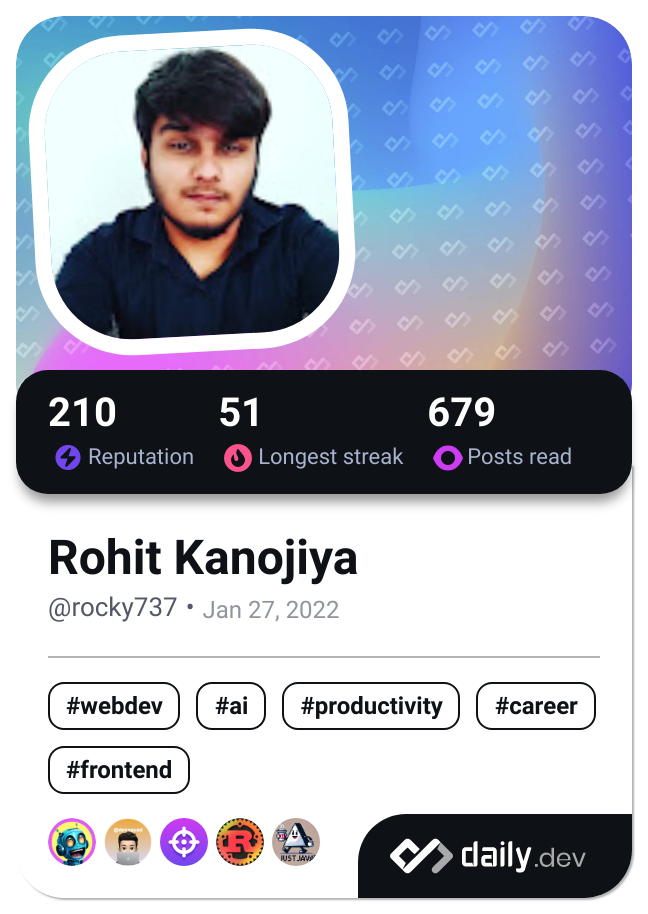 210 51 679
Reputation Longest streak Posts read
Rohit Kanojiya
@rocky737 • Jan 27, 2022
#webdev #ai #productivity #career
#frontend
R
JUST JAVA
daily.dev